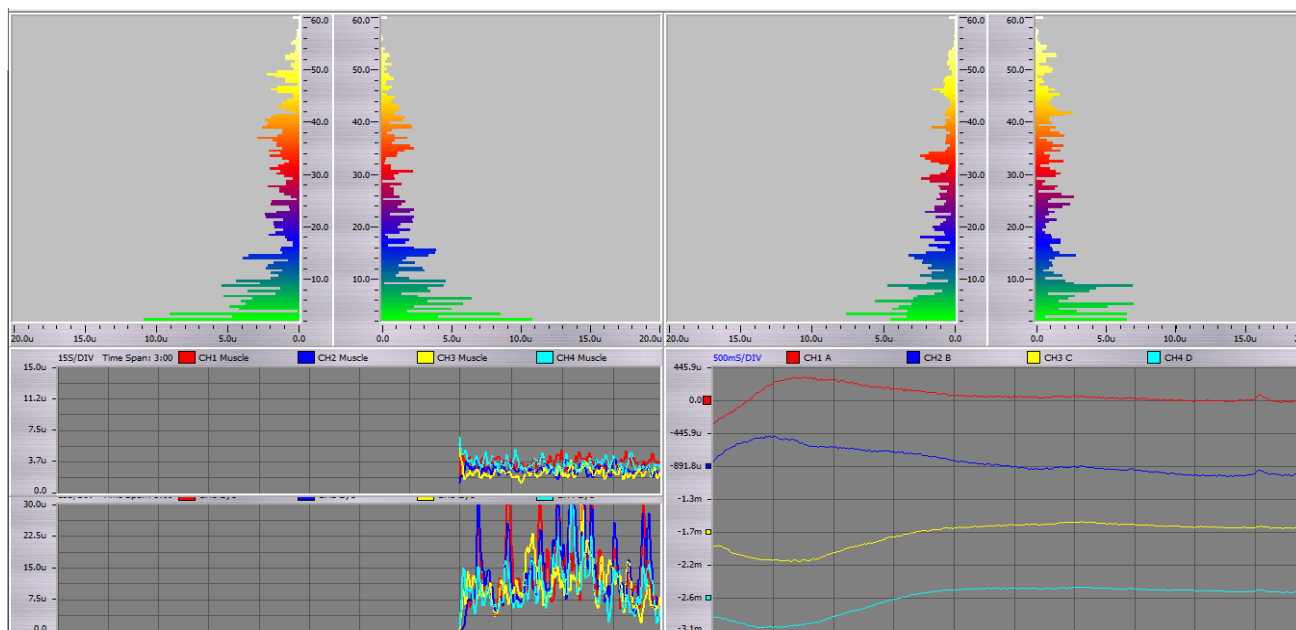 60.0 60.0 60.0 60.0
50.0 50.0 50.0 50.0
40.0 40.0 40.0 40.0
30.0 30.0 30.0 30.0
20.0 20.0 20.0 20.0
10.0 10.0 10.0 10.0
20.0u 15.0u 10.0u 5.0u 0.0 0.0 5.0u 10.0u 15.0u 20.0u 20.0u 15.0u 10.0u 5.0u 0.0 0.0 5.0u 10.0u 15.0u
15S/DIV Time Span: 3:00 CH1 Muscle CH2 Muscle CH3 Muscle CH4 Muscle
15.0u
11.2u
7.5u
3.7u
0.0
30.0u
22.5u
15.0u
7.5u
0.0
500mS/DIV CH1 A CH2 B CH3 C CH4 D
445.9u
0.0
-445.9u
-891.8u
-1.3m
-1.7m
-2.2m
-2.6m
-3.1m